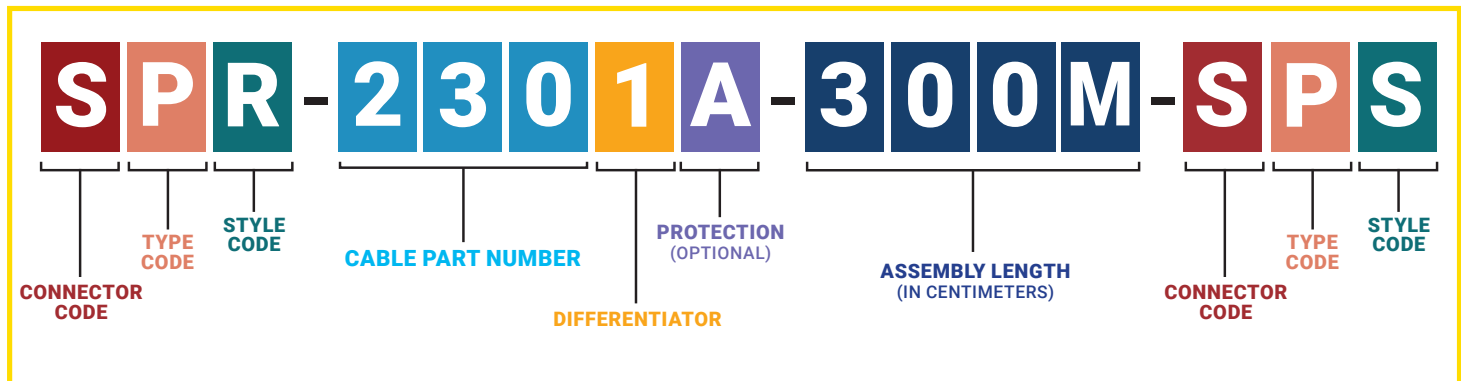 SPR-2301A-300M-SPS
CONNECTOR
CODE
TYPE
CODE
STYLE
CODE
CABLE PART NUMBER
DIFFERENTIATOR
PROTECTION
(OPTIONAL)
ASSEMBLY LENGTH
(IN CENTIMETERS)
CONNECTOR
CODE
TYPE
CODE
STYLE
CODE